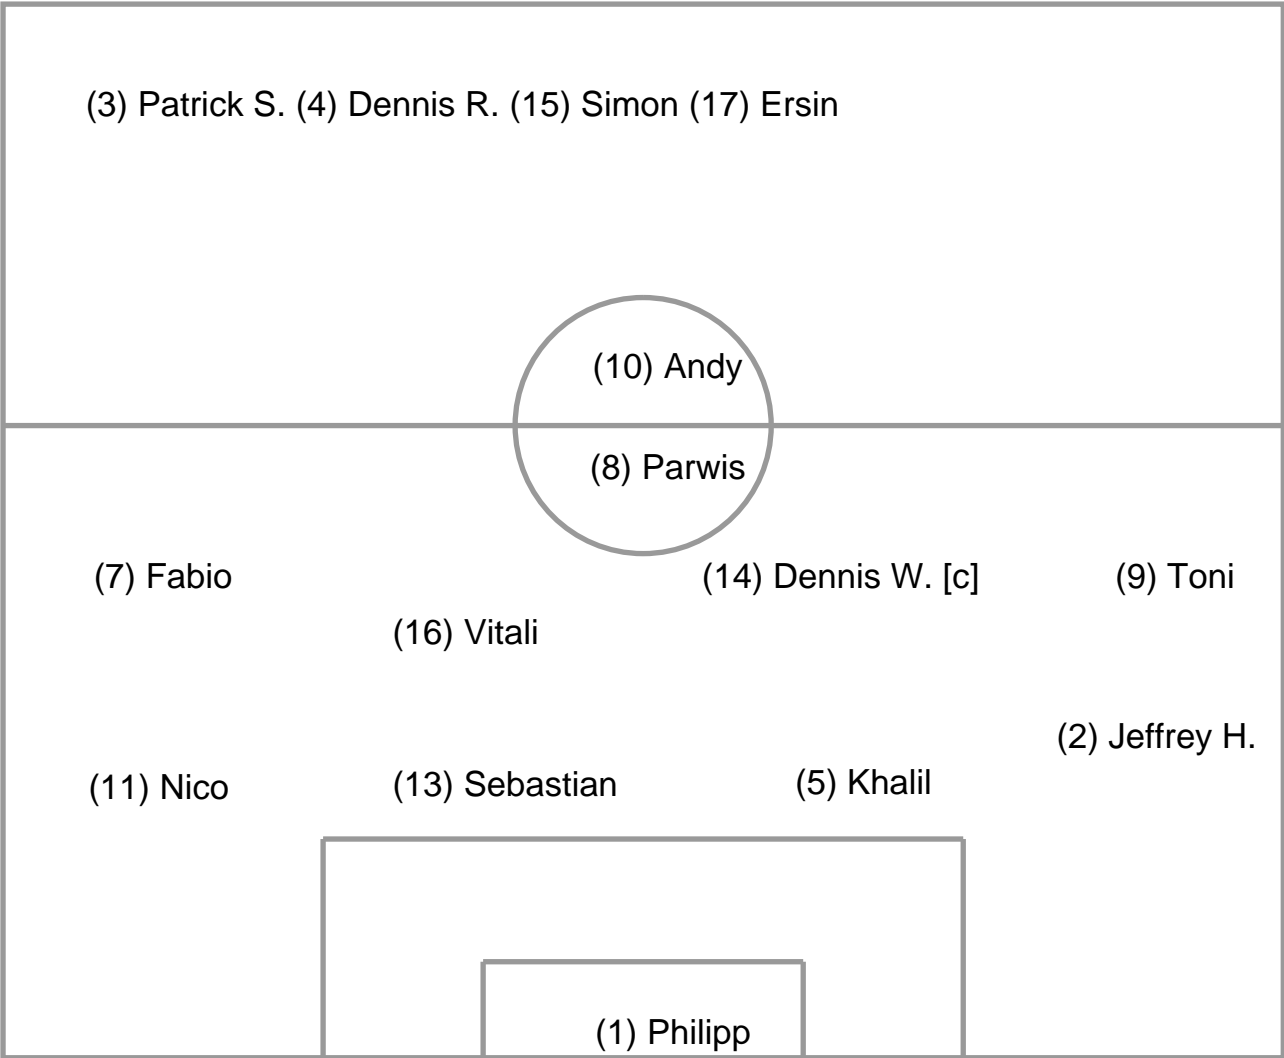 (3) Patrick S. (4) Dennis R. (15) Simon (17) Ersin
(10) Andy
(8) Parwis
(7) Fabio
(14) Dennis W. [c]
(9) Toni
(16) Vitali
(2) Jeffrey H.
(11) Nico
(13) Sebastian
(5) Khalil
(1) Philipp